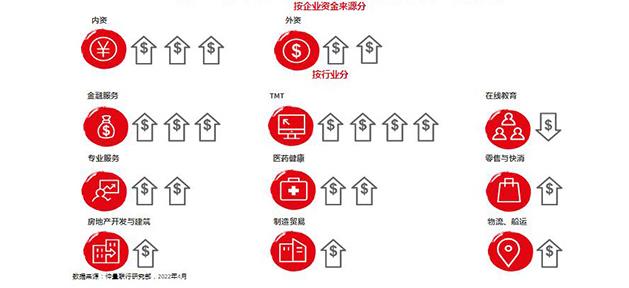 按企业资金来源分
内资
外资
¥
$
$
$
$
$
$
按行业分
金融服务
TMT
在线教育
$
$
$
$
$
$
$
$
$
专业服务
医药健康
零售与快消
$
$
$
$
$
房地产开发与建筑
制造贸易
物流、船运
$
$
$
数据来源：仲量联行研究部，2022年4月